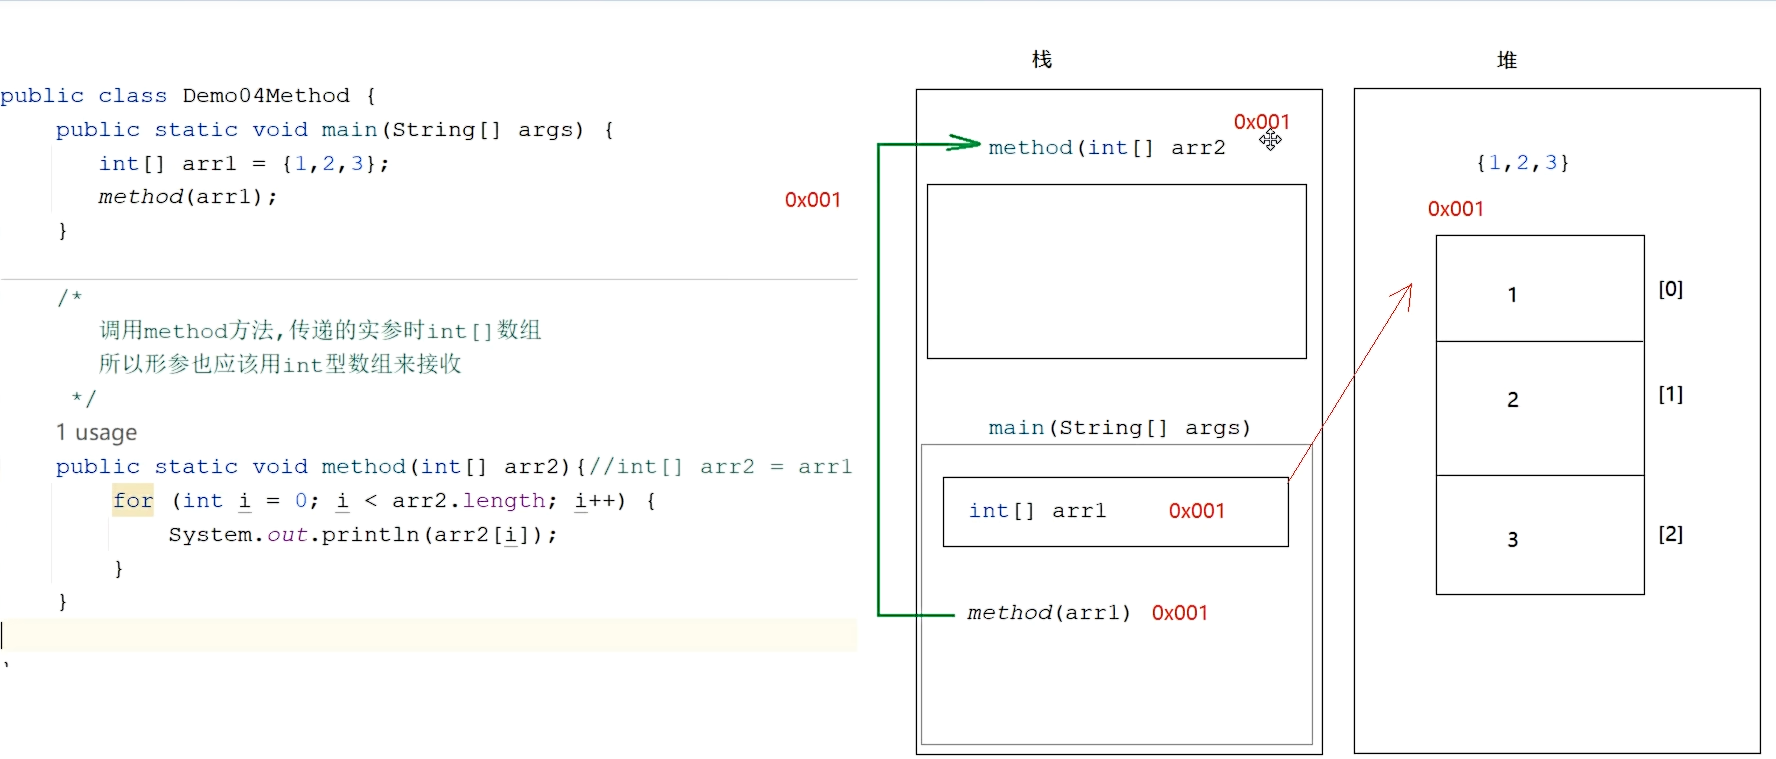 public class Demo04Method {
public static void main(String[] args) {
int[] arr1 = {1,2,3};
method(arr1);
0x001
}
/*
调用method方法,传递的实参时int[]数组
所以形参也应该用int型数组来接收
*/
1 usage
public static void method(int[] arr2){//int[] arr2 = arr1
for (int i = 0; i < arr2.length; i++) {
System.out.println(arr2[i]);
}
}
栈
0x001
method(int[] arr2
main(String[] args)
int[] arr1 0x001
method(arr1) 0x001
堆
{1,2,3}
0x001
1 [0]
2 [1]
3 [2]